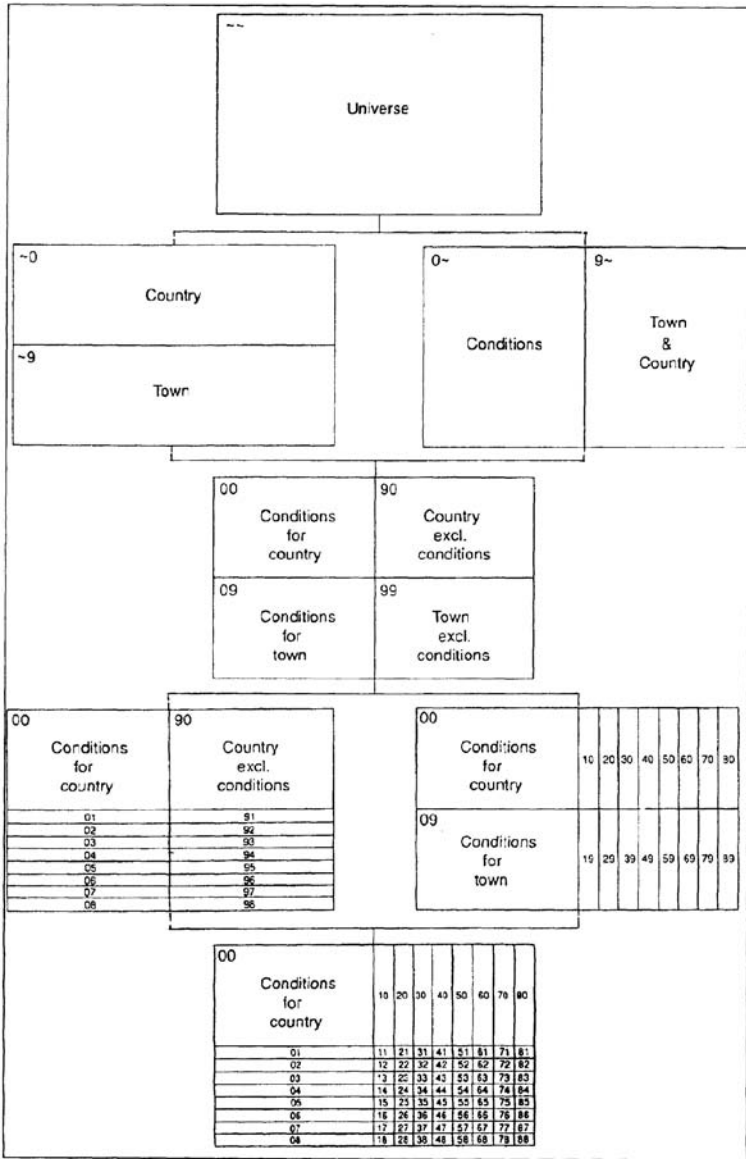 ~~
Universe
~0
Country
~9
Town
0~
Conditions
9~
Town
&
Country
00
Conditions
for
country
90
Country
excl.
conditions
09
Conditions
for
town
99
Town
excl.
conditions
00
Conditions
for
country
90
Country
excl.
conditions
01 91
02 92
03 93
04 94
05 95
06 96
07 97
08 98
00
Conditions
for
country
10 20 30 40 50 60 70 80
09
Conditions
for
town
19 29 39 49 59 69 79 89
00
Conditions
for
country
10 20 30 40 50 60 70 80
01 11 21 31 41 51 61 71 81
02 12 22 32 42 52 62 72 82
03 13 23 33 43 53 63 73 83
04 14 24 34 44 54 64 74 84
05 15 25 35 45 55 65 75 85
06 16 26 36 46 56 66 76 86
07 17 27 37 47 57 67 77 87
08 18 28 38 48 58 68 78 88